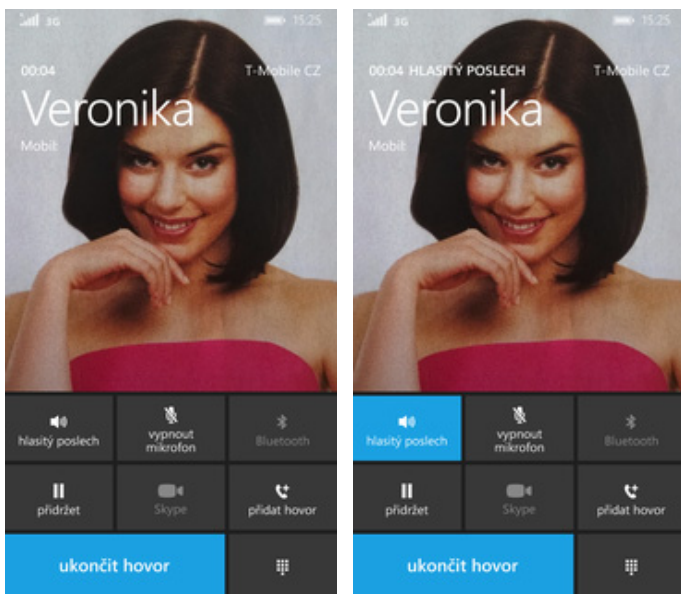 3G 15:25
00:04 T-Mobile CZ
Veronika
Mobil:
hlasitý poslech
vypnout
mikrofon
Bluetooth
přidržet
Skype
přidat hovor
ukončit hovor
3G 15:25
00:04 HLASITÝ POSLECH T-Mobile CZ
Veronika
Mobil:
hlasitý poslech
vypnout
mikrofon
Bluetooth
přidržet
Skype
přidat hovor
ukončit hovor